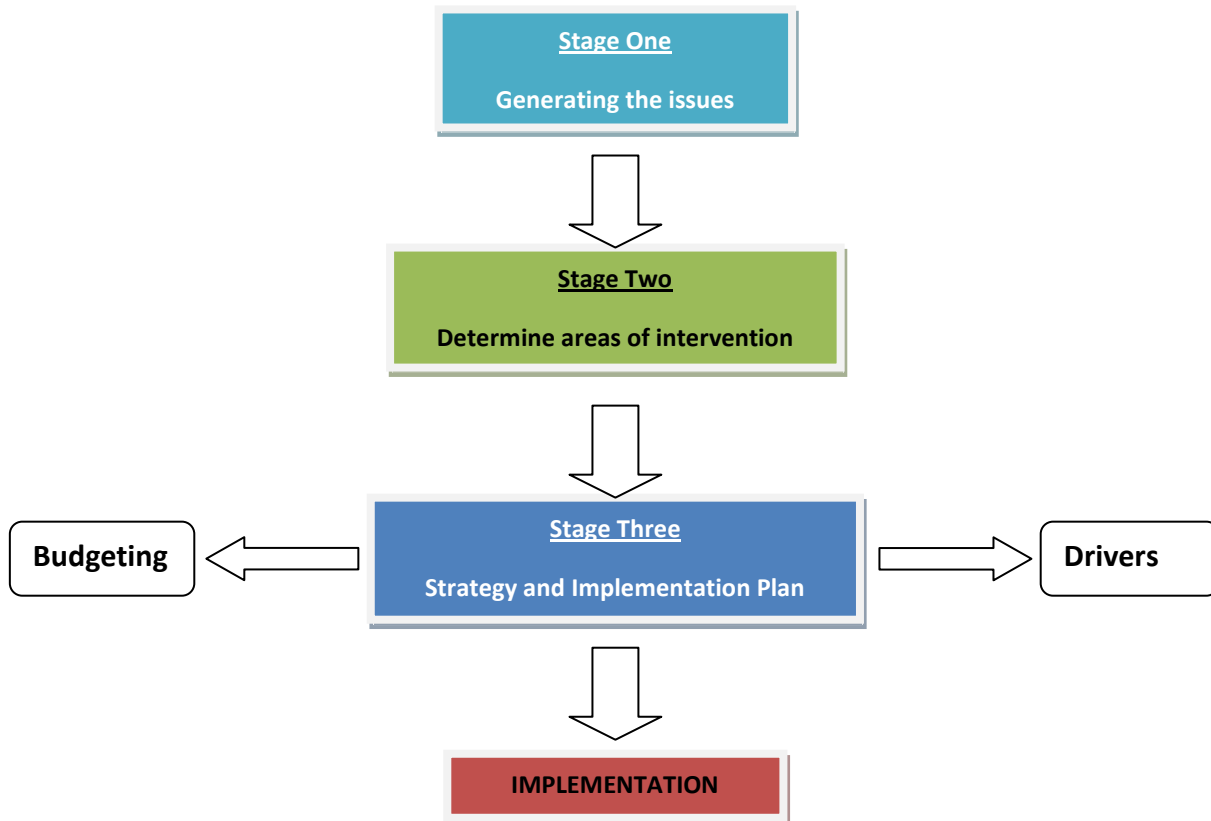 Stage One
Generating the issues
Stage Two
Determine areas of intervention
Stage Three
Strategy and Implementation Plan
Budgeting
Drivers
IMPLEMENTATION